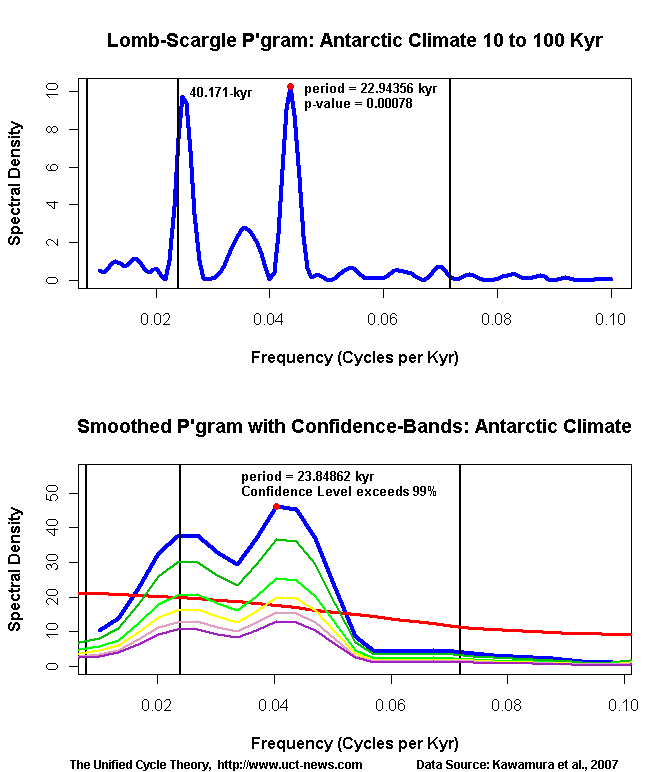 Lomb-Scargle P'gram: Antarctic Climate 10 to 100 Kyr
40.171-kyr
period = 22.94356 kyr
p-value = 0.00078
Spectral Density
10
8
6
4
2
0
0.02 0.04 0.06 0.08 0.10
Frequency (Cycles per Kyr)
Smoothed P'gram with Confidence-Bands: Antarctic Climate
period = 23.84862 kyr
Confidence Level exceeds 99%
Spectral Density
50
40
30
20
10
0
0.02 0.04 0.06 0.08 0.10
Frequency (Cycles per Kyr)
The Unified Cycle Theory, http://www.uct-news.com Data Source: Kawamura et al., 2007